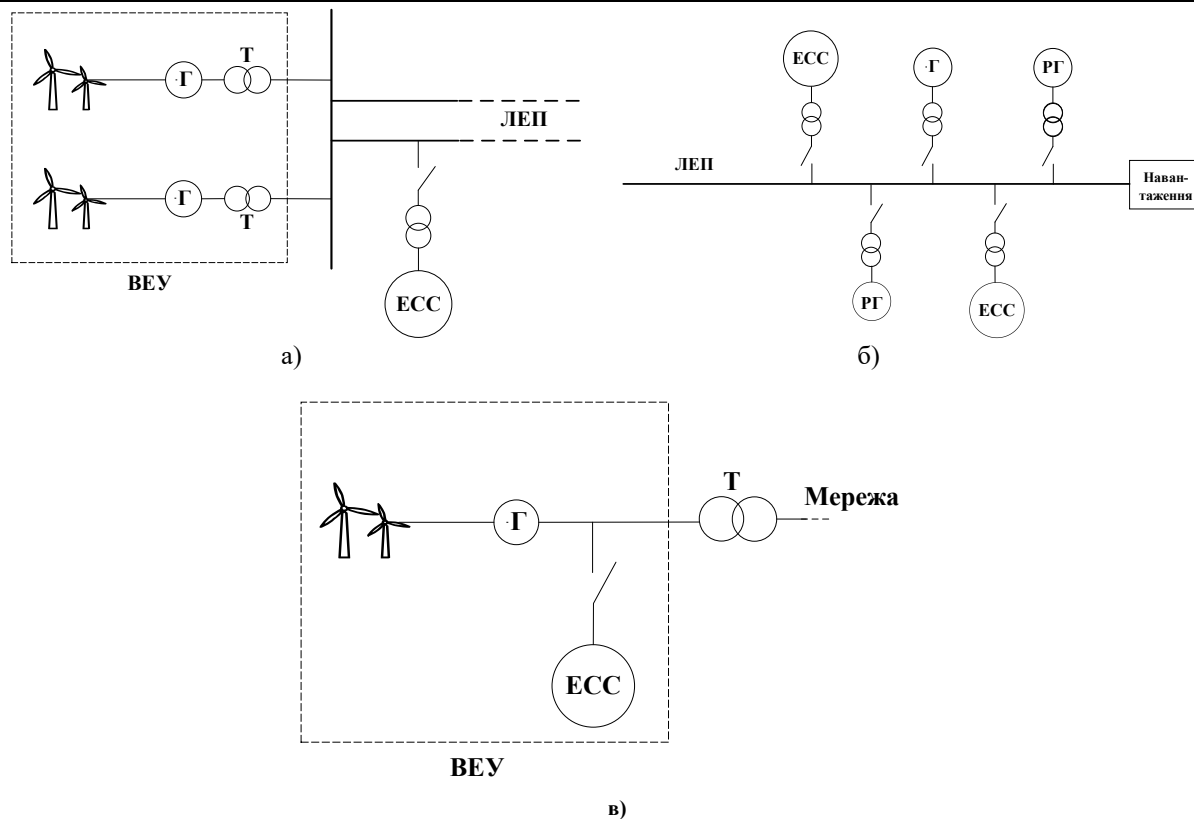 Т
·Г
Т
·Г
ВЕУ
ЛЕП
ЕСС
а)
ЕСС
·Г
РГ
ЛЕП
Наван-
таження
РГ
ЕСС
б)
·Г
Т
Мережа
ЕСС
ВЕУ
в)